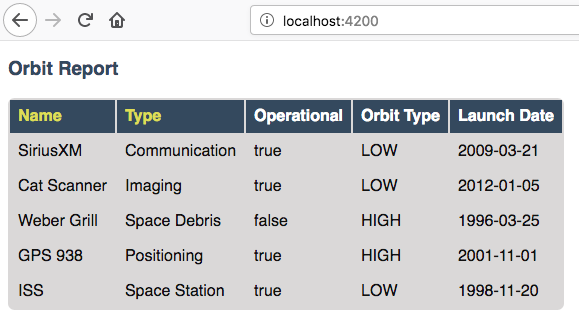 localhost:4200
Orbit Report
Name Type Operational Orbit Type Launch Date
SiriusXM Communication true LOW 2009-03-21
Cat Scanner Imaging true LOW 2012-01-05
Weber Grill Space Debris false HIGH 1996-03-25
GPS 938 Positioning true HIGH 2001-11-01
ISS Space Station true LOW 1998-11-20